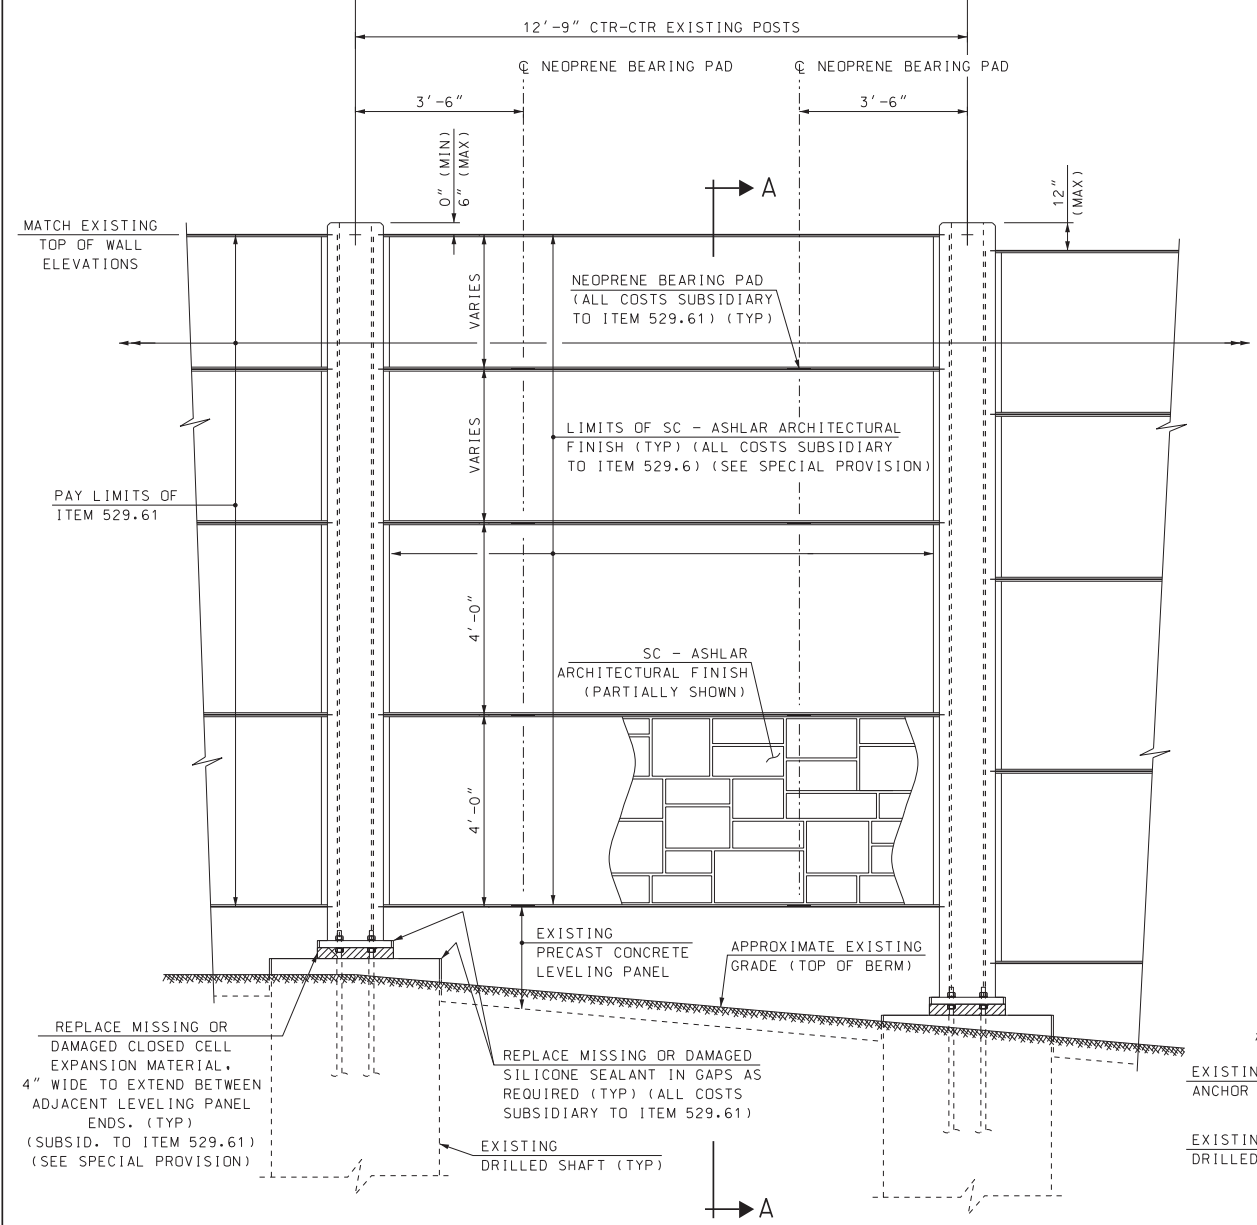 12'-9" CTR-CTR EXISTING POSTS
℄ NEOPRENE BEARING PAD
℄ NEOPRENE BEARING PAD
3'-6"
3'-6"
0" (MIN)
6" (MAX)
A
12"
(MAX)
MATCH EXISTING
TOP OF WALL
ELEVATIONS
NEOPRENE BEARING PAD
(ALL COSTS SUBSIDIARY
TO ITEM 529.61) (TYP)
VARIES
LIMITS OF SC - ASHLAR ARCHITECTURAL
FINISH (TYP) (ALL COSTS SUBSIDIARY
TO ITEM 529.6) (SEE SPECIAL PROVISION)
VARIES
PAY LIMITS OF
ITEM 529.61
4'-0"
SC - ASHLAR
ARCHITECTURAL FINISH
(PARTIALLY SHOWN)
4'-0"
EXISTING
PRECAST CONCRETE
LEVELING PANEL
APPROXIMATE EXISTING
GRADE (TOP OF BERM)
REPLACE MISSING OR
DAMAGED CLOSED CELL
EXPANSION MATERIAL.
4" WIDE TO EXTEND BETWEEN
ADJACENT LEVELING PANEL
ENDS. (TYP)
(SUBSID. TO ITEM 529.61)
(SEE SPECIAL PROVISION)
REPLACE MISSING OR DAMAGED
SILICONE SEALANT IN GAPS AS
REQUIRED (TYP) (ALL COSTS
SUBSIDIARY TO ITEM 529.61)
EXISTING
DRILLED SHAFT (TYP)
EXISTIN
ANCHOR
EXISTIN
DRILLED
A